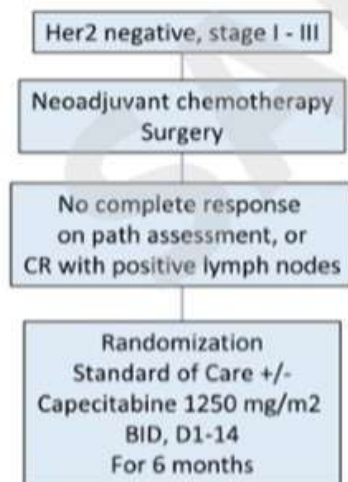 Her2 negative, stage I - III
Neoadjuvant chemotherapy
Surgery
No complete response
on path assessment, or
CR with positive lymph nodes
Randomization
Standard of Care +/-
Capecitabine 1250 mg/m2
BID, D1-14
For 6 months